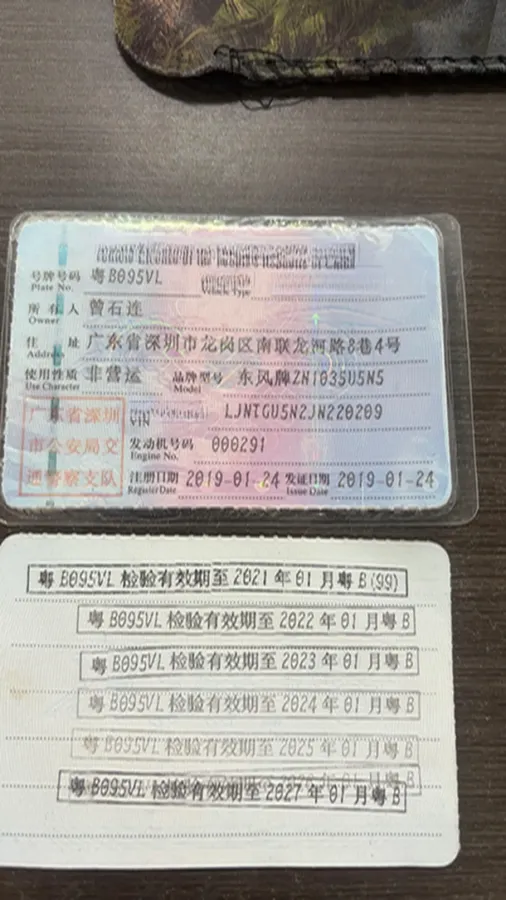 号牌号码 粤B095VL
Plate No.
所有人 曾石连
Owner
住址 广东省深圳市龙岗区南联龙河路8巷4号
Address
使用性质 非营运 品牌型号 东风牌ZN1035U5N5
Use Character Model
广东省深圳
市公安局交
通警察支队
VIN LJNTGU5N2JN220209
发动机号码 000291
Engine No.
注册日期 2019-01-24 发证日期 2019-01-24
Register Date Issue Date
粤B095VL 检验有效期至2021年01月粤B(99)
粤B095VL 检验有效期至2022年01月粤B
粤B095VL 检验有效期至2023年01月粤B
粤B095VL 检验有效期至2024年01月粤B
粤B095VL 检验有效期至2025年01月粤B
粤B095VL 检验有效期至2027年01月粤B